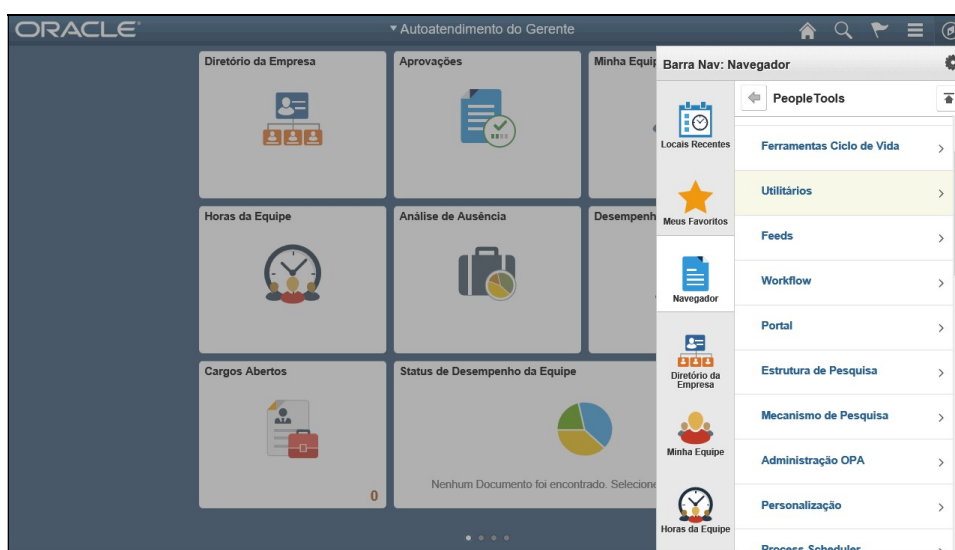 ORACLE
Autoatendimento do Gerente
Diretório da Empresa
Aprovações
Minha Equip
Horas da Equipe
Análise de Ausência
Desempenh
Cargos Abertos
0
Status de Desempenho da Equipe
Nenhum Documento foi encontrado. Selecione
Barra Nav: Navegador
Locais Recentes
Meus Favoritos
Navegador
Diretório da
Empresa
Minha Equipe
Horas da Equipe
PeopleTools
Ferramentas Ciclo de Vida
Utilitários
Feeds
Workflow
Portal
Estrutura de Pesquisa
Mecanismo de Pesquisa
Administração OPA
Personalização
Process Scheduler